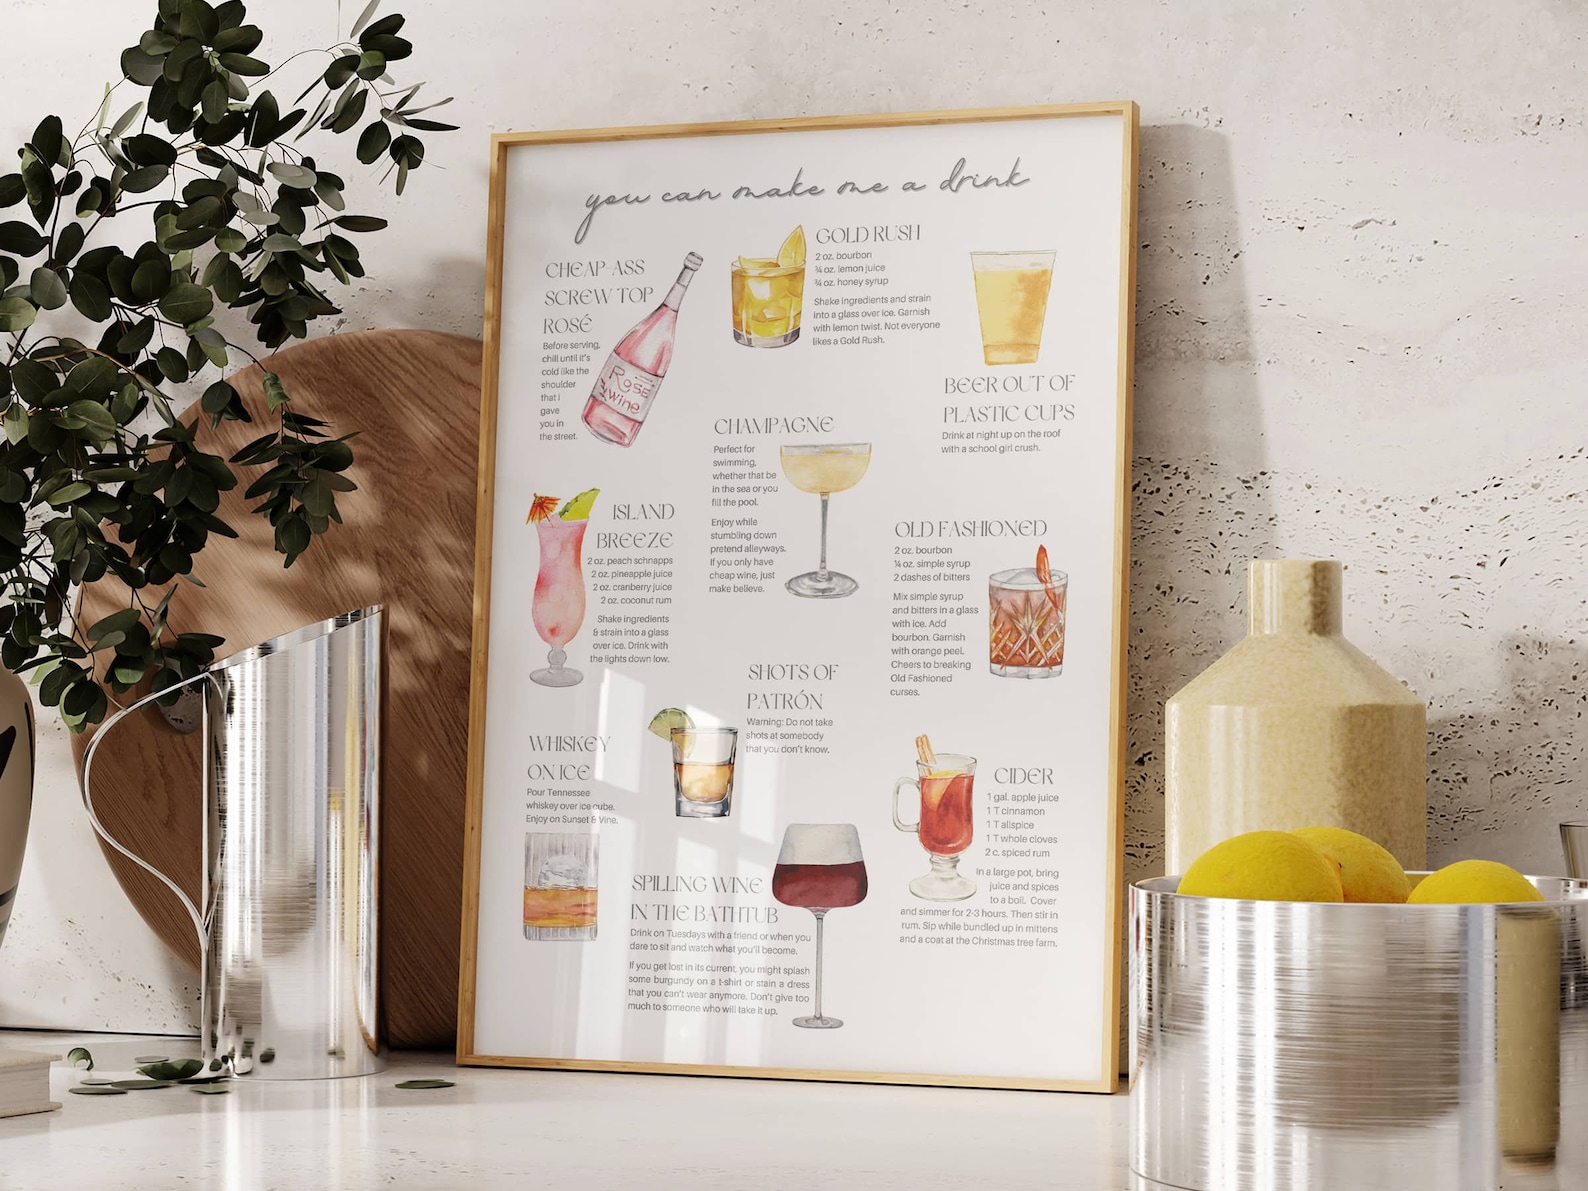 you can make me a drink
CHEAP-ASS
SCREW TOP
ROSÉ
Before serving,
chill until it's
cold like the
shoulder
that i
gave
you in
the street.
Rosé
Wine
GOLD RUSH
2 oz. bourbon
¾ oz. lemon juice
¾ oz. honey syrup
Shake ingredients and strain
into a glass over ice. Garnish
with lemon twist. Not everyone
likes a Gold Rush.
BEER OUT OF
PLASTIC CUPS
Drink at night up on the roof
with a school girl crush.
CHAMPAGNE
Perfect for
swimming,
whether that be
in the sea or you
fill the pool.
Enjoy while
stumbling down
pretend alleyways.
If you only have
cheap wine, just
make believe.
ISLAND
BREEZE
2 oz. peach schnapps
2 oz. pineapple juice
2 oz. cranberry juice
2 oz. coconut rum
Shake ingredients
& strain into a glass
over ice. Drink with
the lights down low.
OLD FASHIONED
2 oz. bourbon
¼ oz. simple syrup
2 dashes of bitters
Mix simple syrup
and bitters in a glass
with ice. Add
bourbon. Garnish
with orange peel.
Cheers to breaking
Old Fashioned
curses.
SHOTS OF
PATRÓN
Warning: Do not take
shots at somebody
that you don't know.
WHISKEY
ON ICE
Pour Tennessee
whiskey over ice cube.
Enjoy on Sunset & Vine.
CIDER
1 gal. apple juice
1 T cinnamon
1 T allspice
1 T whole cloves
2 c. spiced rum
In a large pot, bring
juice and spices
to a boil. Cover
and simmer for 2-3 hours. Then stir in
rum. Sip while bundled up in mittens
and a coat at the Christmas tree farm.
SPILLING WINE
IN THE BATHTUB
Drink on Tuesdays with a friend or when you
dare to sit and watch what you'll become.
If you get lost in its current, you might splash
some burgundy on a t-shirt or stain a dress
that you can't wear anymore. Don't give too
much to someone who will take it up.